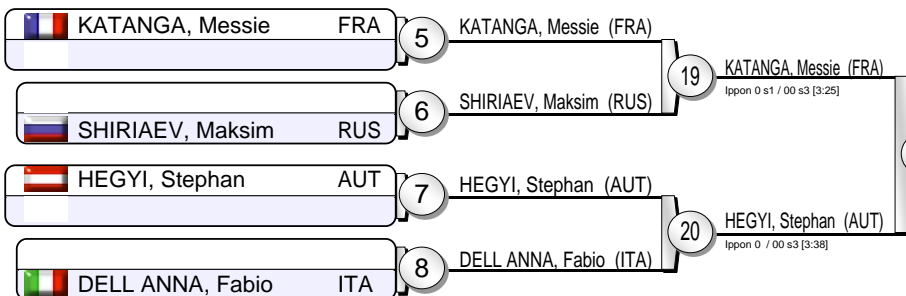 KATANGA, Messie FRA
5
KATANGA, Messie (FRA)
19
KATANGA, Messie (FRA)
Ippon 0 s1 / 00 s3 [3:25]
6
SHIRIAEV, Maksim (RUS)
SHIRIAEV, Maksim RUS
HEGYI, Stephan AUT
7
HEGYI, Stephan (AUT)
20
HEGYI, Stephan (AUT)
Ippon 0 / 00 s3 [3:38]
8
DELL ANNA, Fabio (ITA)
DELL ANNA, Fabio ITA